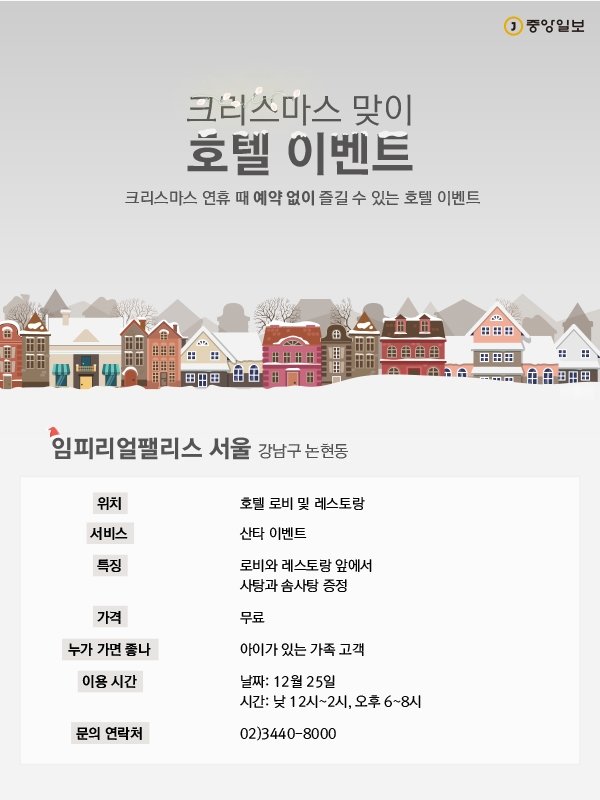 중앙일보
크리스마스 맞이
호텔 이벤트
크리스마스 연휴 때 예약 없이 즐길 수 있는 호텔 이벤트
임피리얼팰리스 서울 강남구 논현동
위치 호텔 로비 및 레스토랑
서비스 산타 이벤트
특징 로비와 레스토랑 앞에서
사탕과 솜사탕 증정
가격 무료
누가 가면 좋나 아이가 있는 가족 고객
이용 시간 날짜: 12월 25일
시간: 낮 12시~2시, 오후 6~8시
문의 연락처 02)3440-8000